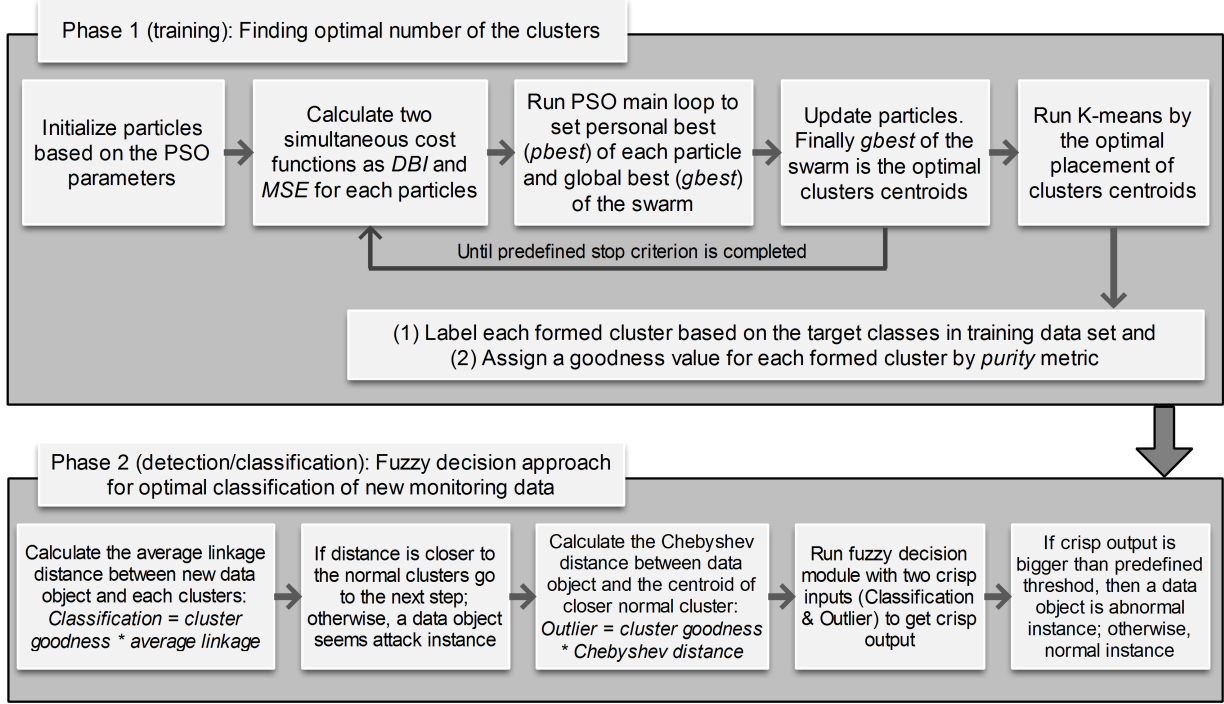 Phase 1 (training): Finding optimal number of the clusters
Initialize particles
based on the PSO
parameters
Calculate two
simultaneous cost
functions as DBI and
MSE for each particles
Run PSO main loop to
set personal best
(pbest) of each particle
and global best (gbest)
of the swarm
Update particles.
Finally gbest of the
swarm is the optimal
clusters centroids
Run K-means by
the optimal
placement of
clusters centroids
Until predefined stop criterion is completed
(1) Label each formed cluster based on the target classes in training data set and
(2) Assign a goodness value for each formed cluster by purity metric
Phase 2 (detection/classification): Fuzzy decision approach
for optimal classification of new monitoring data
Calculate the average linkage
distance between new data
object and each clusters:
Classification = cluster
goodness * average linkage
If distance is closer to
the normal clusters go
to the next step;
otherwise, a data object
seems attack instance
Calculate the Chebyshev
distance between data
object and the centroid of
closer normal cluster:
Outlier = cluster goodness
* Chebyshev distance
Run fuzzy decision
module with two crisp
inputs (Classification
& Outlier) to get crisp
output
If crisp output is
bigger than predefined
threshod, then a data
object is abnormal
instance; otherwise,
normal instance